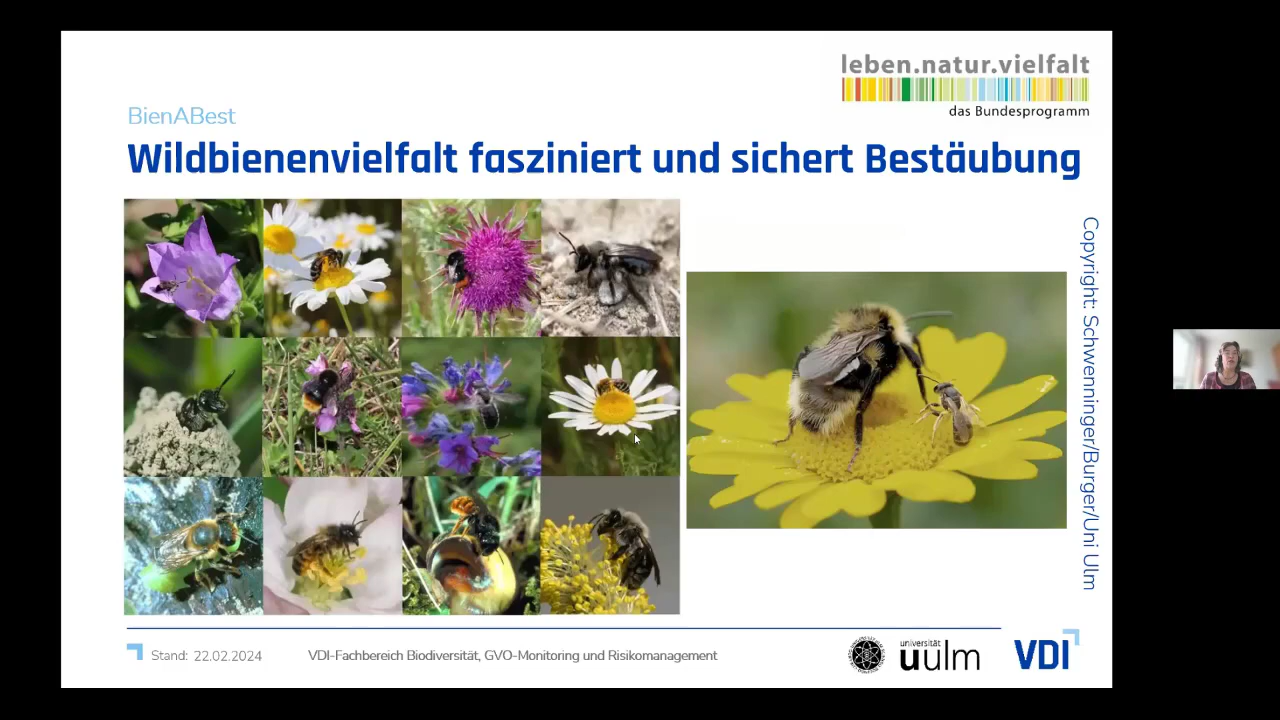 leben.natur.vielfalt
das Bundesprogramm
BienABest
Wildbienenvielfalt fasziniert und sichert Bestäubung
Copyright: Schwenninger/Burger/Uni Ulm
Stand: 22.02.2024
VDI-Fachbereich Biodiversität, GVO-Monitoring und Risikomanagement
universität
uulm
VDI